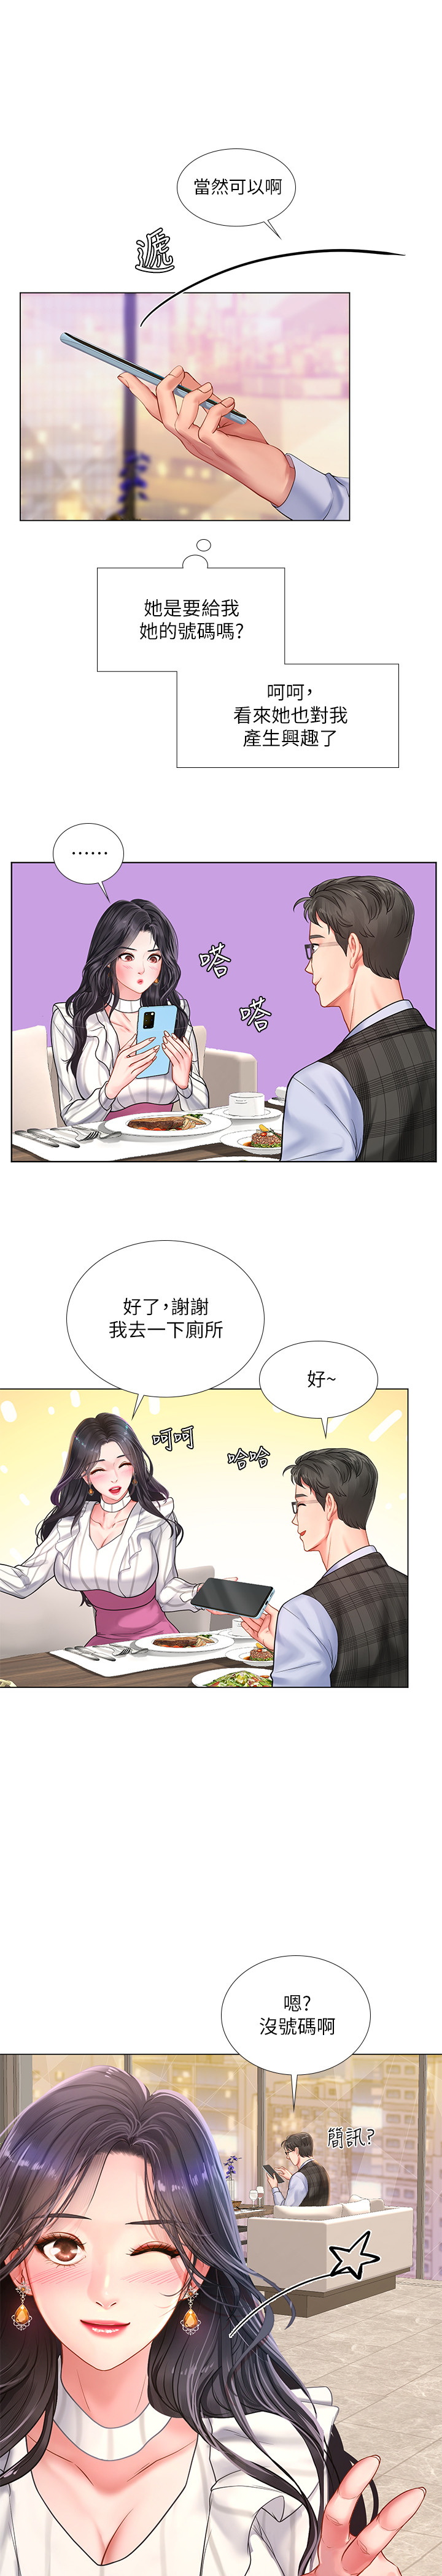 當然可以啊
遞
她是要給我
她的號碼嗎?
呵呵,
看來她也對我
產生興趣了
……
嗒
嗒
好了,謝謝
我去一下廁所
好~
呵呵
哈哈
嗯?
沒號碼啊
簡訊?